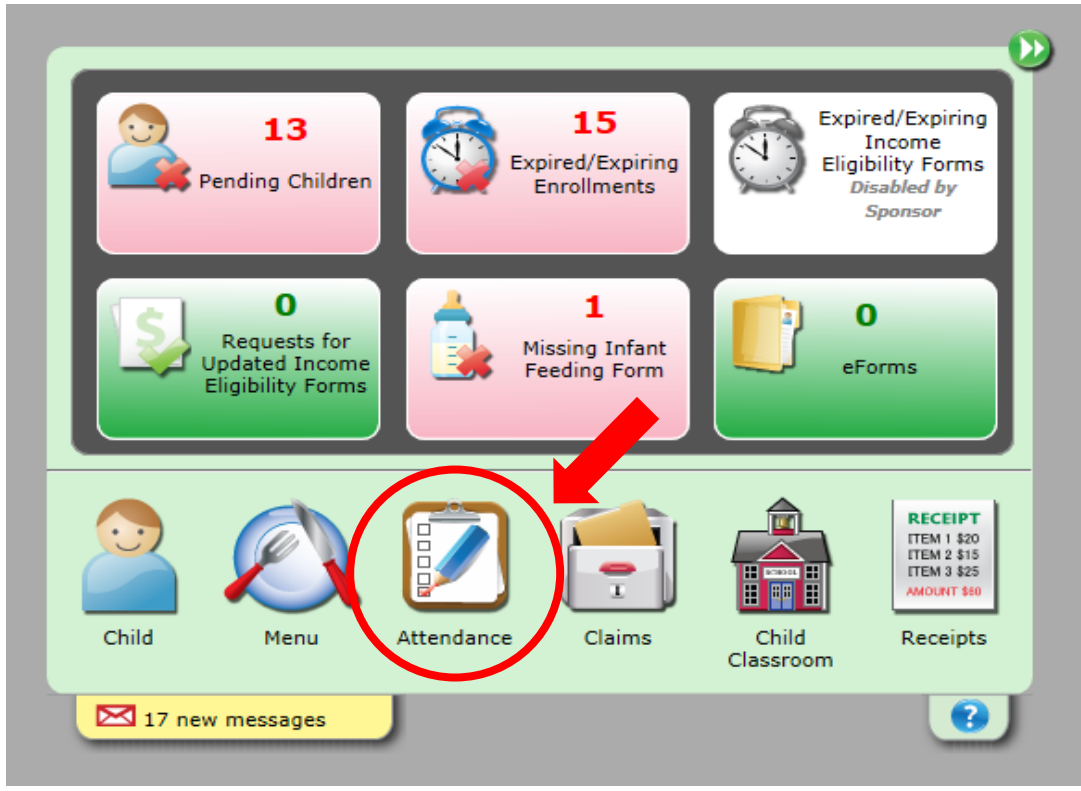 13
Pending Children
15
Expired/Expiring
Enrollments
Expired/Expiring
Income
Eligibility Forms
Disabled by
Sponsor
0
Requests for
Updated Income
Eligibility Forms
1
Missing Infant
Feeding Form
0
eForms
Child
Menu
Attendance
Claims
SCHOOL
Child
Classroom
RECEIPT
ITEM 1 $20
ITEM 2 $15
ITEM 3 $25
AMOUNT $60
Receipts
17 new messages
?